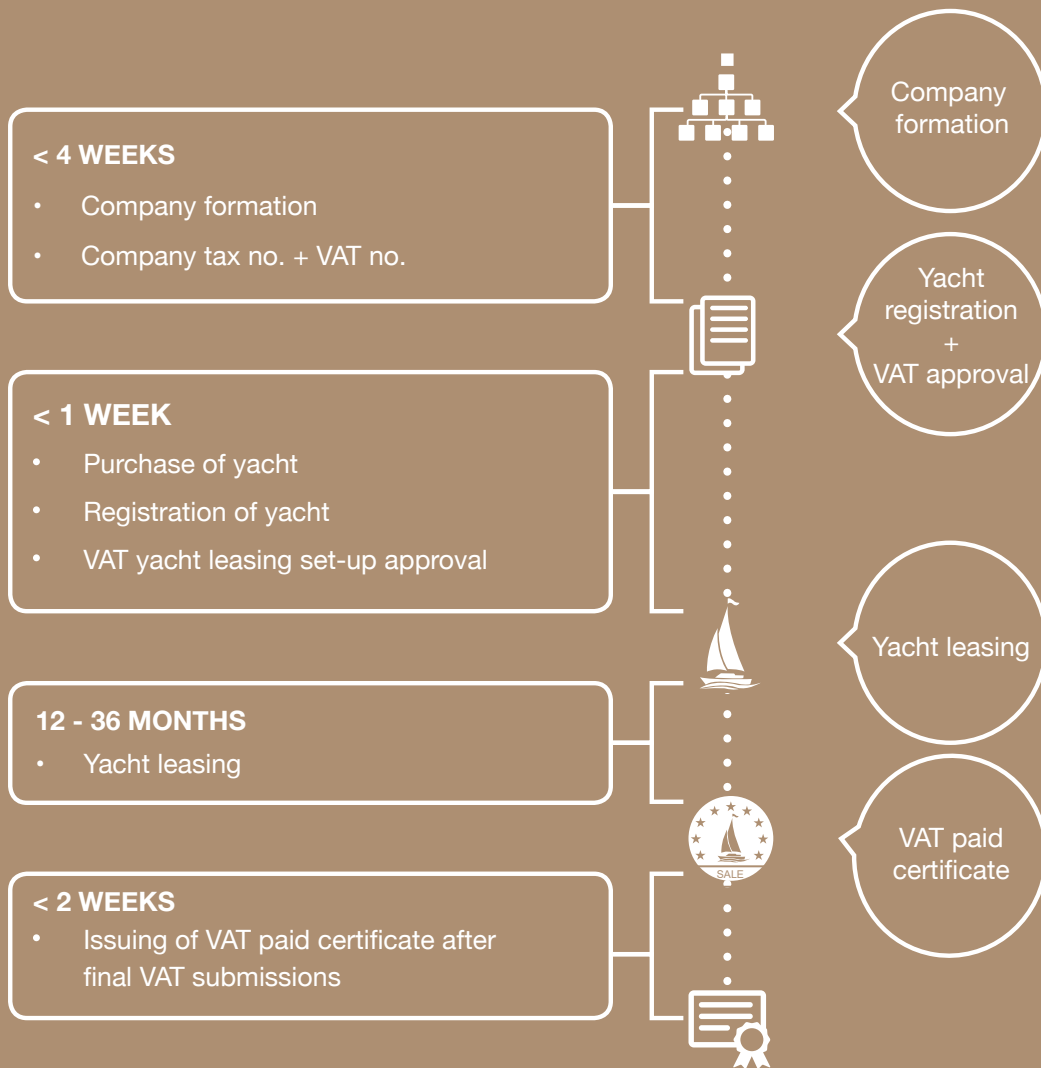 Company
formation
< 4 WEEKS
• Company formation
• Company tax no. + VAT no.
Yacht
registration
+
VAT approval
< 1 WEEK
• Purchase of yacht
• Registration of yacht
• VAT yacht leasing set-up approval
Yacht leasing
12 - 36 MONTHS
• Yacht leasing
SALE
VAT paid
certificate
< 2 WEEKS
• Issuing of VAT paid certificate after
final VAT submissions